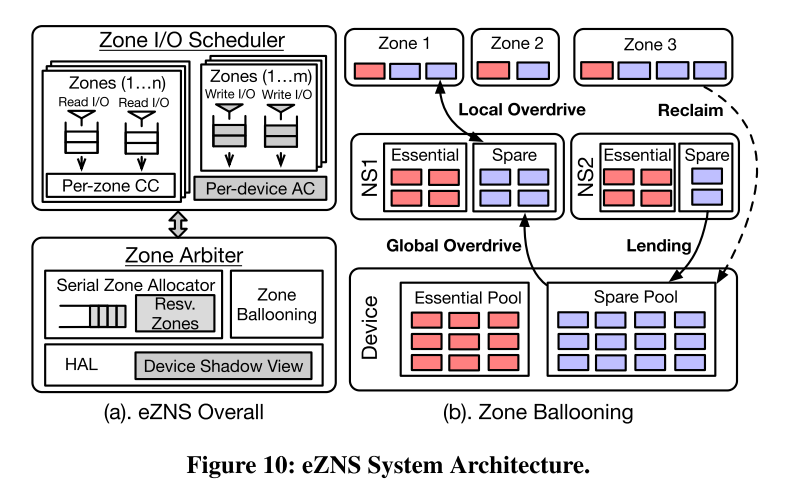 Zone I/O Scheduler
Zones (1...n)
Read I/O Read I/O
Per-zone CC
Zones (1...m)
Write I/O Write I/O
Per-device AC
Zone Arbiter
Serial Zone Allocator
Resv. Zones
Zone Ballooning
HAL
Device Shadow View
(a). eZNS Overall
Zone 1
Zone 2
Zone 3
Local Overdrive
Reclaim
NS1
Essential
Spare
NS2
Essential
Spare
Global Overdrive
Lending
Device
Essential Pool
Spare Pool
(b). Zone Ballooning
Figure 10: eZNS System Architecture.